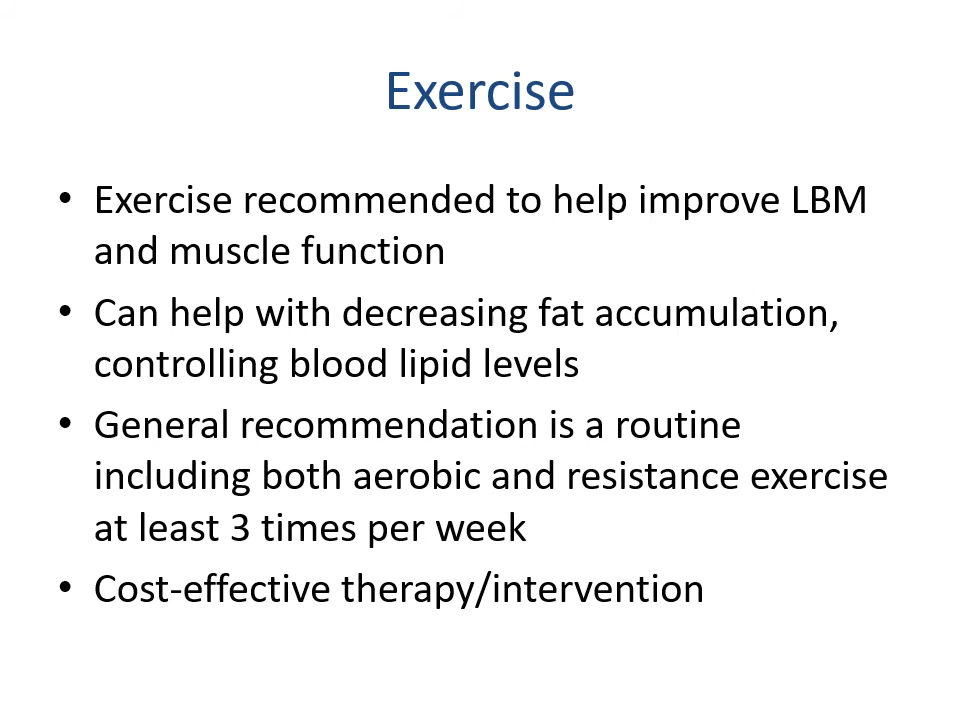 Exercise
• Exercise recommended to help improve LBM
and muscle function
• Can help with decreasing fat accumulation,
controlling blood lipid levels
• General recommendation is a routine
including both aerobic and resistance exercise
at least 3 times per week
• Cost-effective therapy/intervention